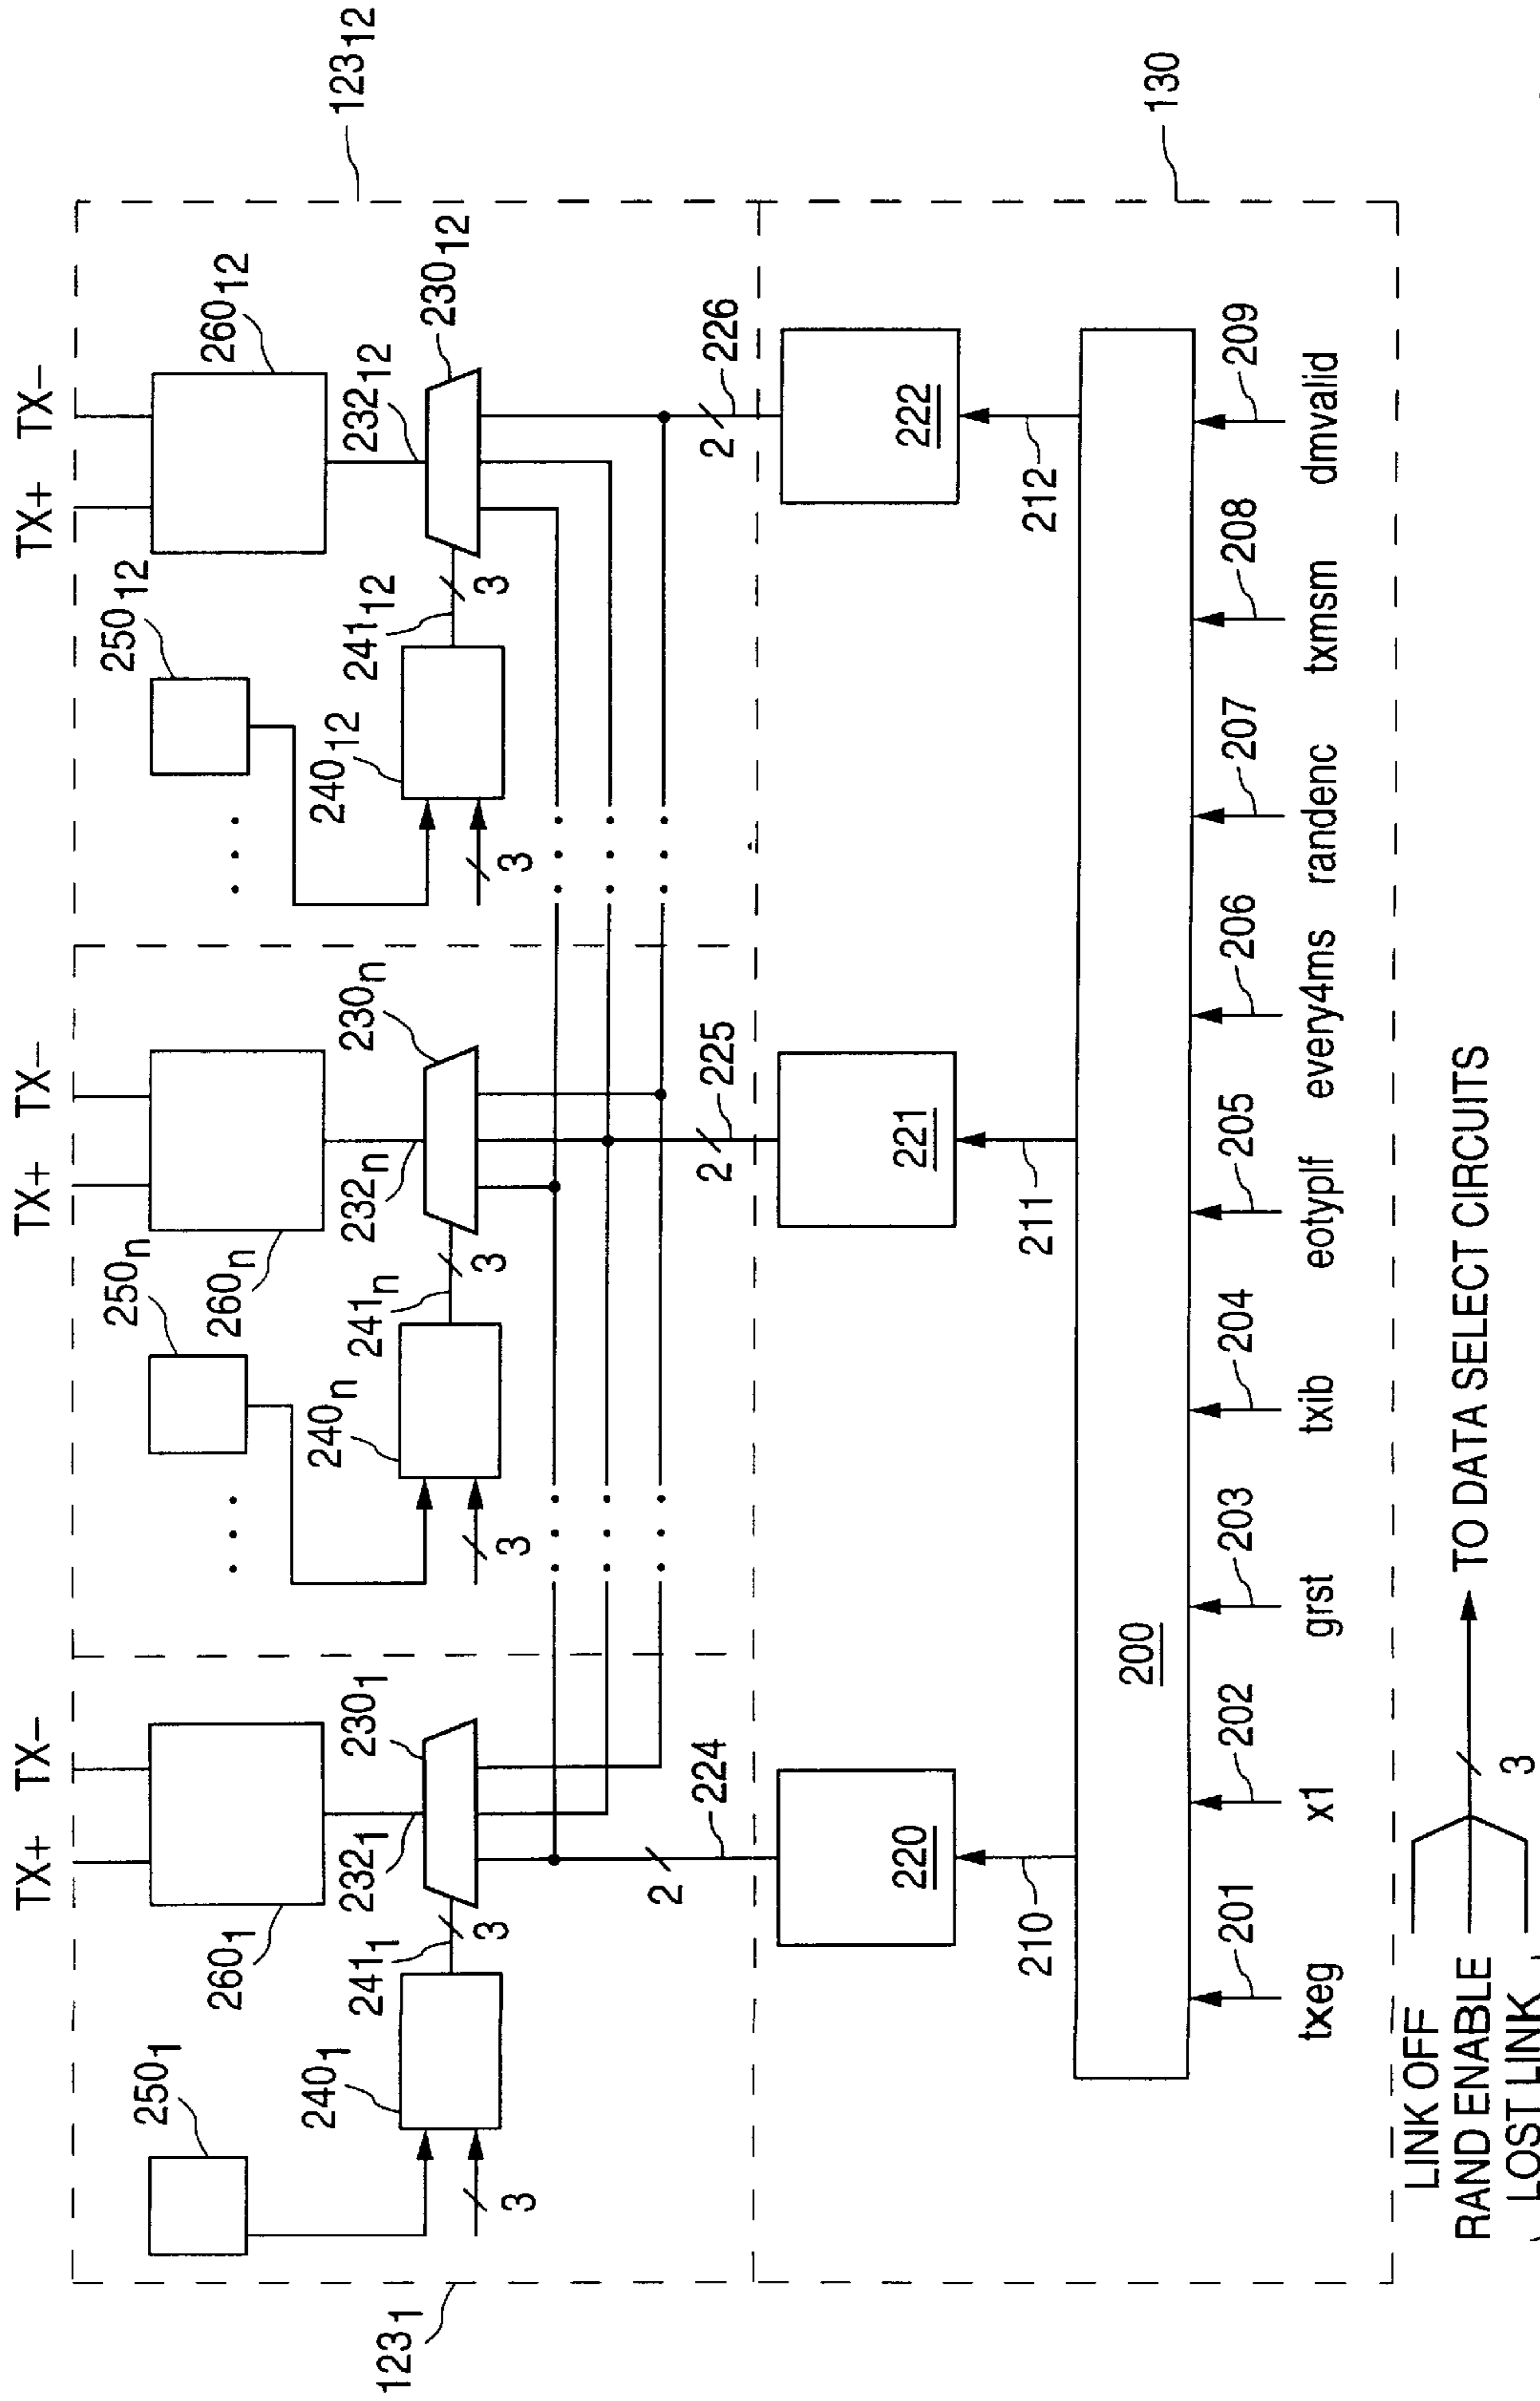 TX+ TX− TX+ TX− TX+ TX−
250₁ 260₁ 250ₙ 260ₙ 250₁₂ 260₁₂
123₁ 123₁₂
240₁ 241₁ 232₁ 230₁ 240ₙ 241ₙ 232ₙ 230ₙ 240₁₂ 241₁₂ 232₁₂ 230₁₂
3 3 3 3 3 3
2 224 2 225 2 226
220 221 222
210 211 212
200
130
201 202 203 204 205 206 207 208 209
txeg x1 grst txib eotyplf every4ms randenc txmsm dmvalid
LINK OFF
RAND ENABLE
LOST LINK
3
TO DATA SELECT CIRCUITS